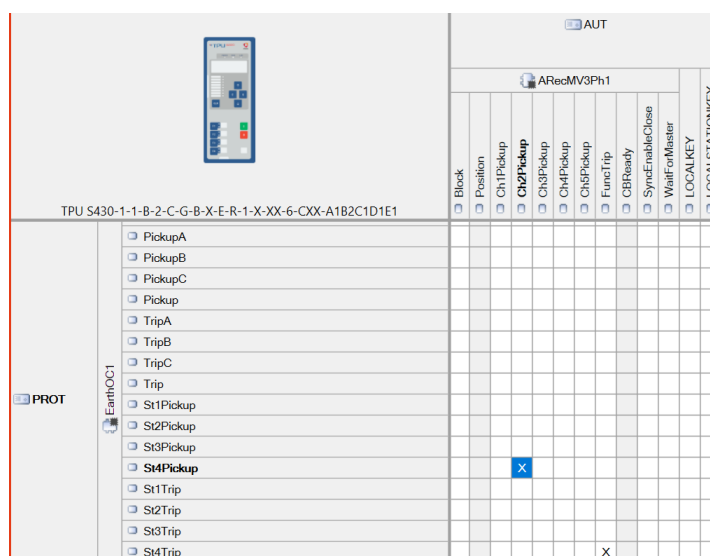 AUT
ARecMV3Ph1
Block
Position
Ch1Pickup
Ch2Pickup
Ch3Pickup
Ch4Pickup
Ch5Pickup
FuncTrip
CBReady
SyncEnableClose
WaitForMaster
LOCALKEY
TPU S430-1-1-B-2-C-G-B-X-E-R-1-X-XX-6-CXX-A1B2C1D1E1
PROT
EarthOC1
PickupA
PickupB
PickupC
Pickup
TripA
TripB
TripC
Trip
St1Pickup
St2Pickup
St3Pickup
St4Pickup X
St1Trip
St2Trip
St3Trip
St4Trip X